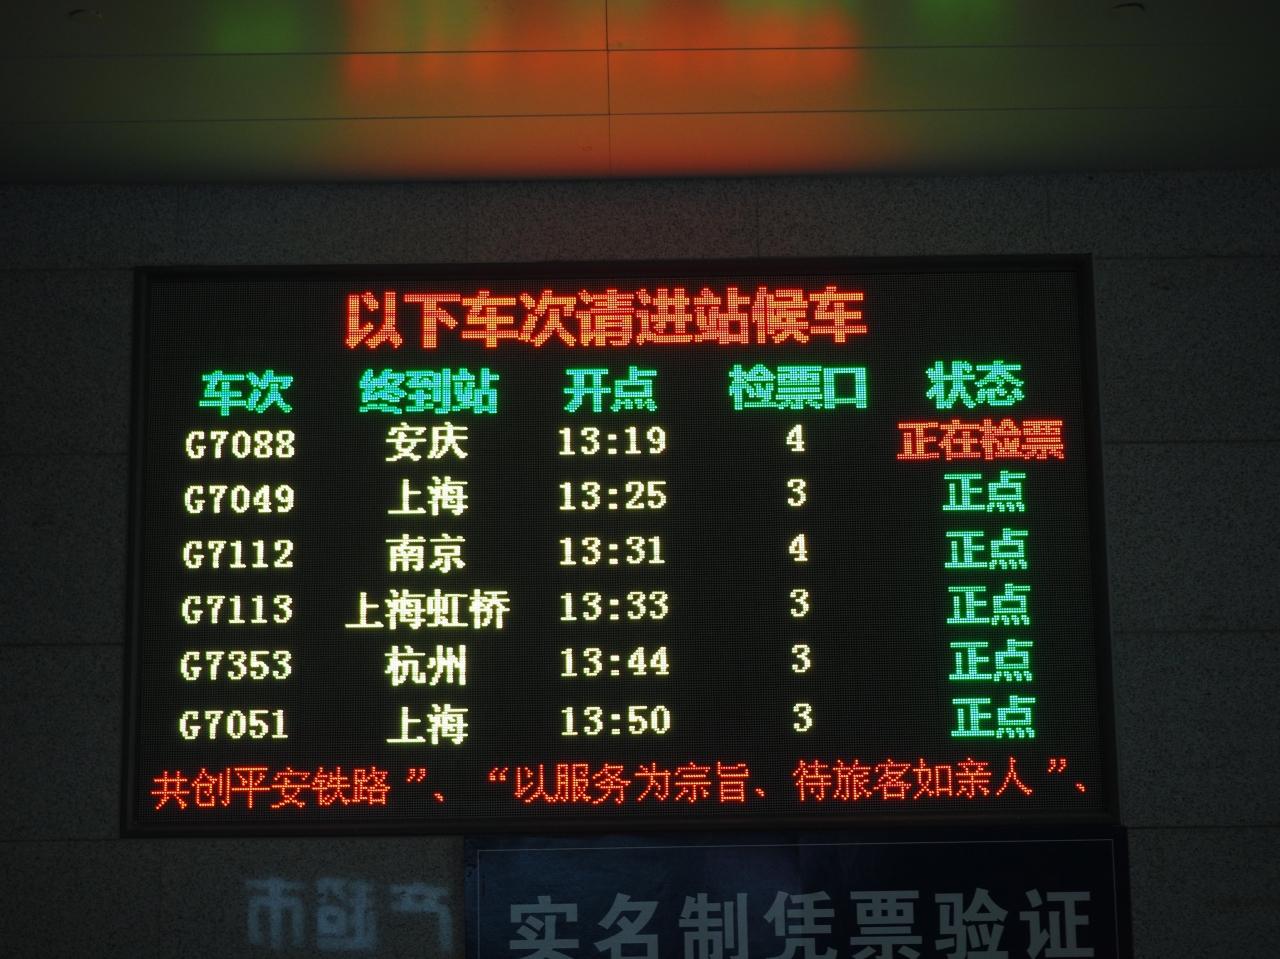 以下车次请进站候车
车次 终到站 开点 检票口 状态
G7088 安庆 13:19 4 正在检票
G7049 上海 13:25 3 正点
G7112 南京 13:31 4 正点
G7113 上海虹桥 13:33 3 正点
G7353 杭州 13:44 3 正点
G7051 上海 13:50 3 正点
共创平安铁路”、“以服务为宗旨、待旅客如亲人”、
实名制凭票验证